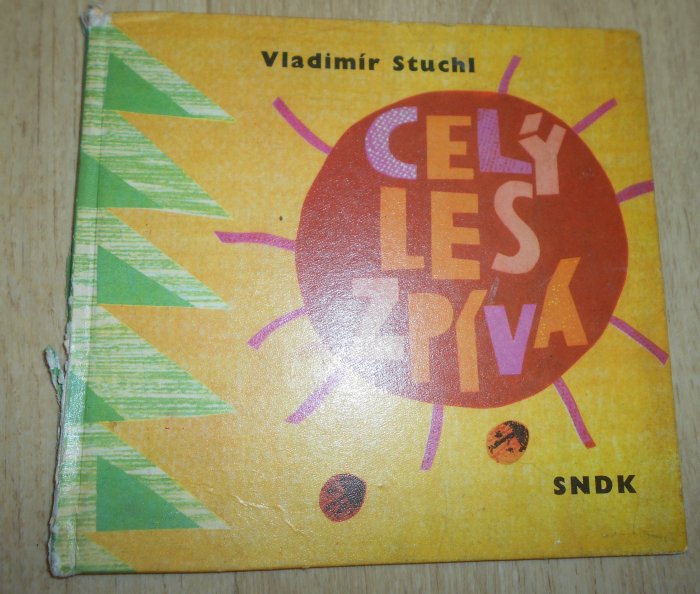 Vladimír Stuchl
CELÝ
LES
ZPÍVÁ
SNDK